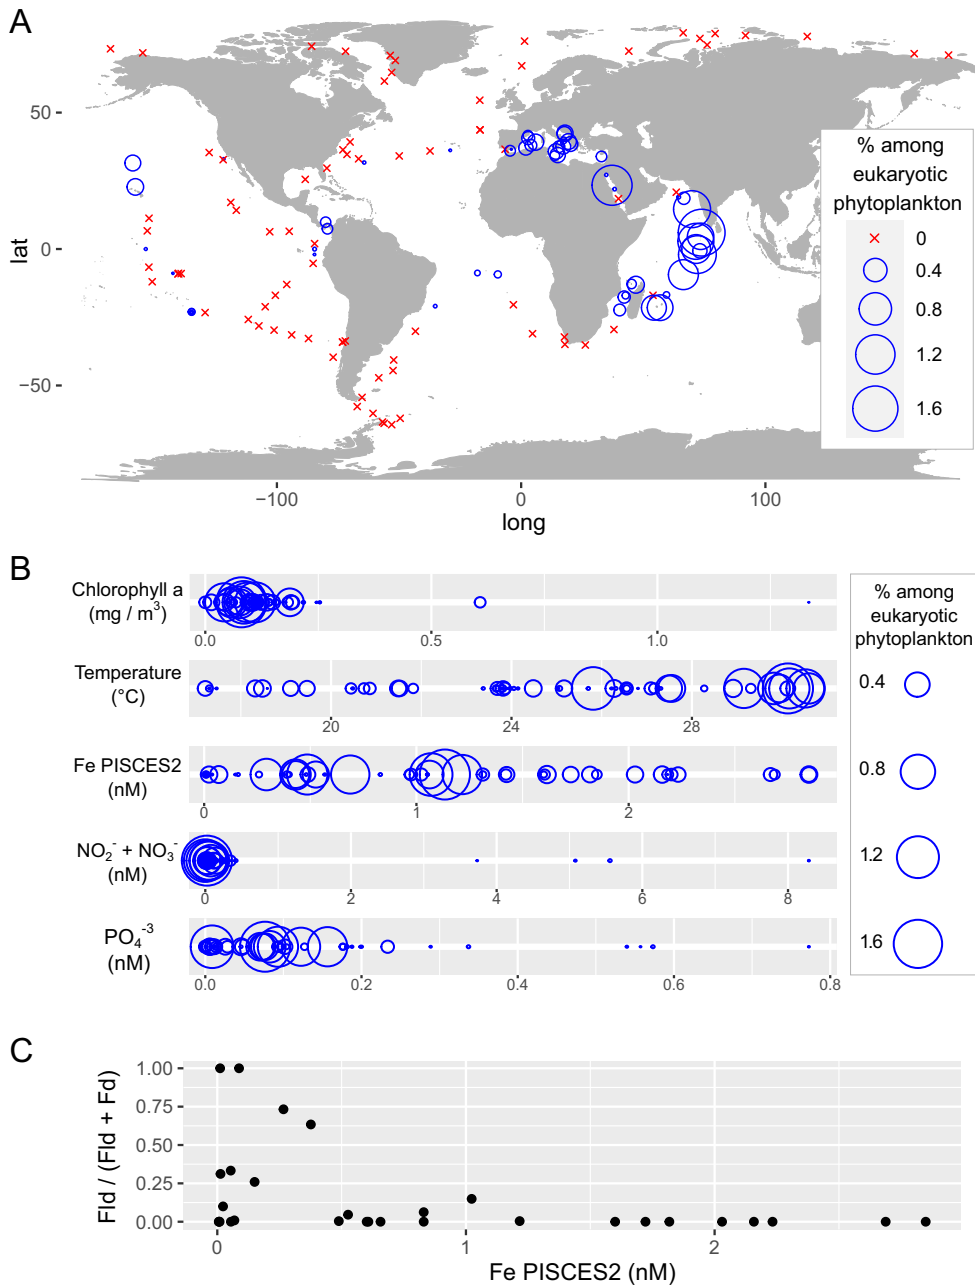 A
50
0
−50
lat
−100
0
100
long
% among
eukaryotic
phytoplankton
0
0.4
0.8
1.2
1.6
B
Chlorophyll a
(mg / m³)
0.0
0.5
1.0
Temperature
(°C)
20
24
28
Fe PISCES2
(nM)
0
1
2
NO₂⁻ + NO₃⁻
(nM)
0
2
4
6
8
PO₄⁻³
(nM)
0.0
0.2
0.4
0.6
0.8
% among
eukaryotic
phytoplankton
0.4
0.8
1.2
1.6
C
Fld / (Fld + Fd)
1.00
0.75
0.50
0.25
0.00
0
1
2
Fe PISCES2 (nM)